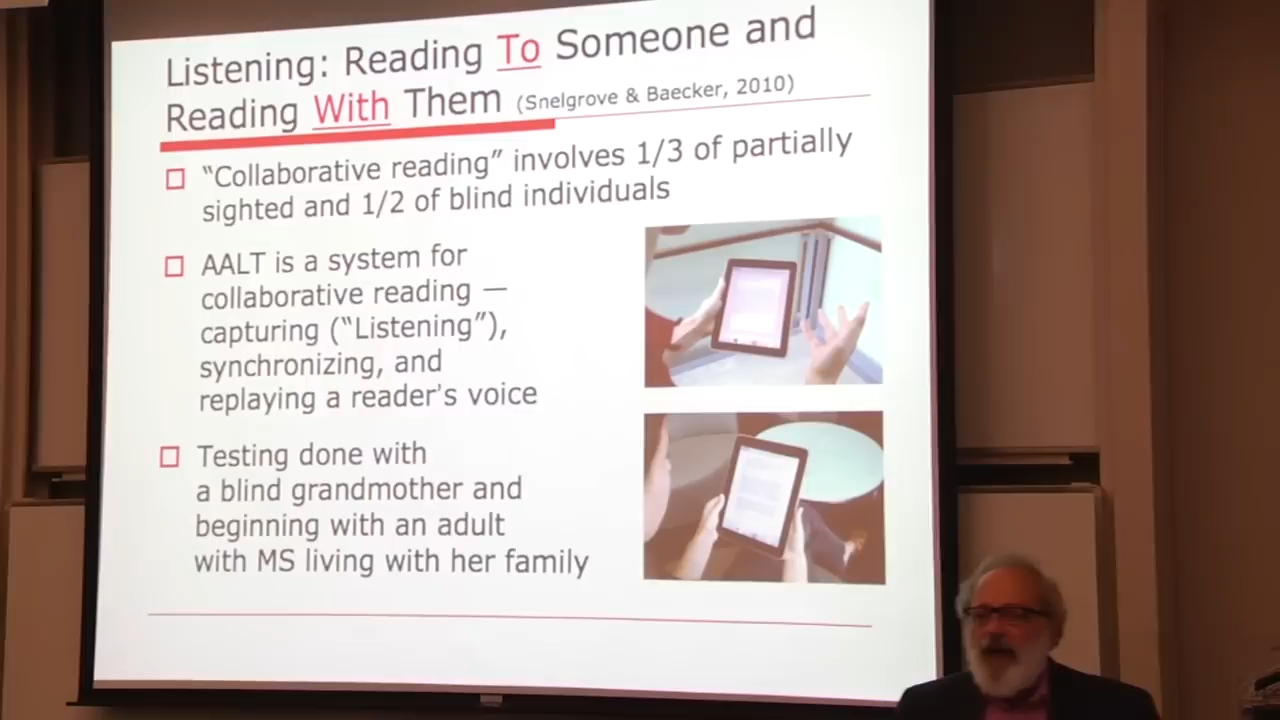 Listening: Reading To Someone and
Reading With Them (Snelgrove & Baecker, 2010)
“Collaborative reading” involves 1/3 of partially
sighted and 1/2 of blind individuals
AALT is a system for
collaborative reading —
capturing (“Listening”),
synchronizing, and
replaying a reader’s voice
Testing done with
a blind grandmother and
beginning with an adult
with MS living with her family